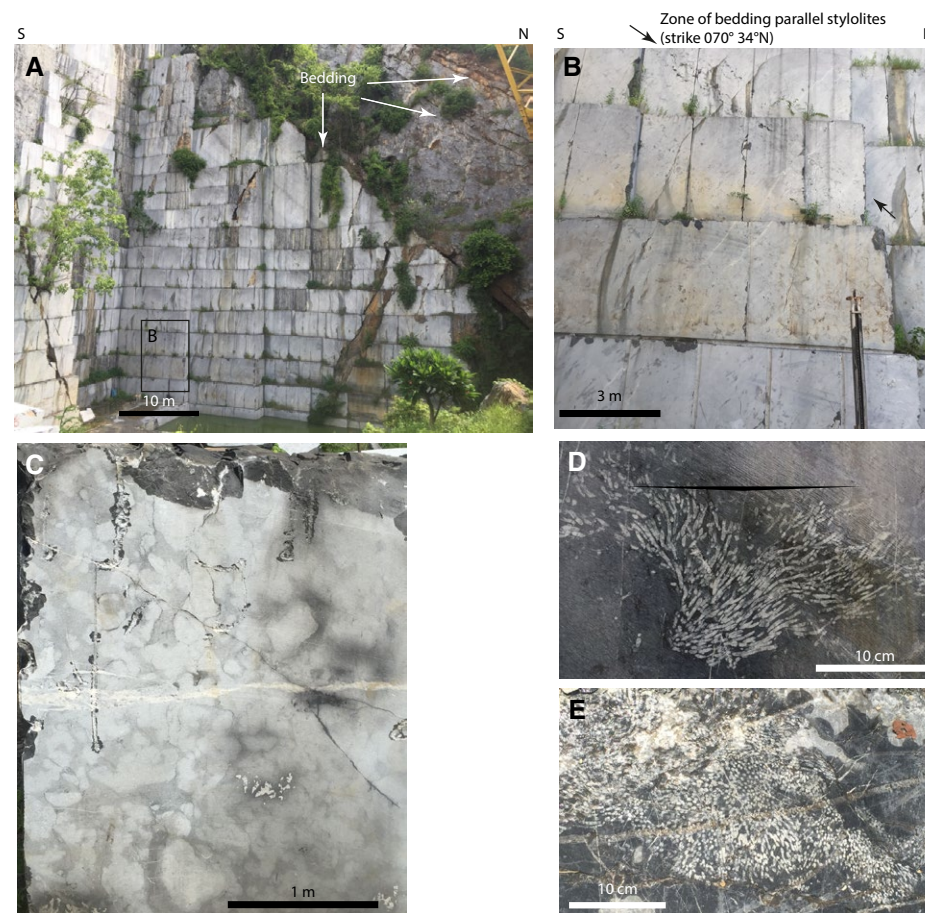 S
N
A
Bedding
B
10 m
Zone of bedding parallel stylolites
(strike 070° 34°N)
S
B
3 m
C
1 m
D
10 cm
E
10 cm